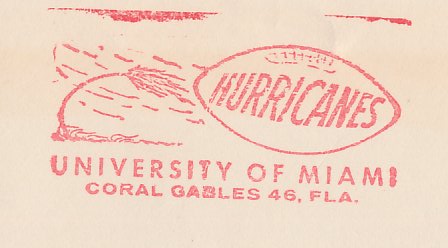 HURRICANES
UNIVERSITY OF MIAMI
CORAL GABLES 46, FLA.